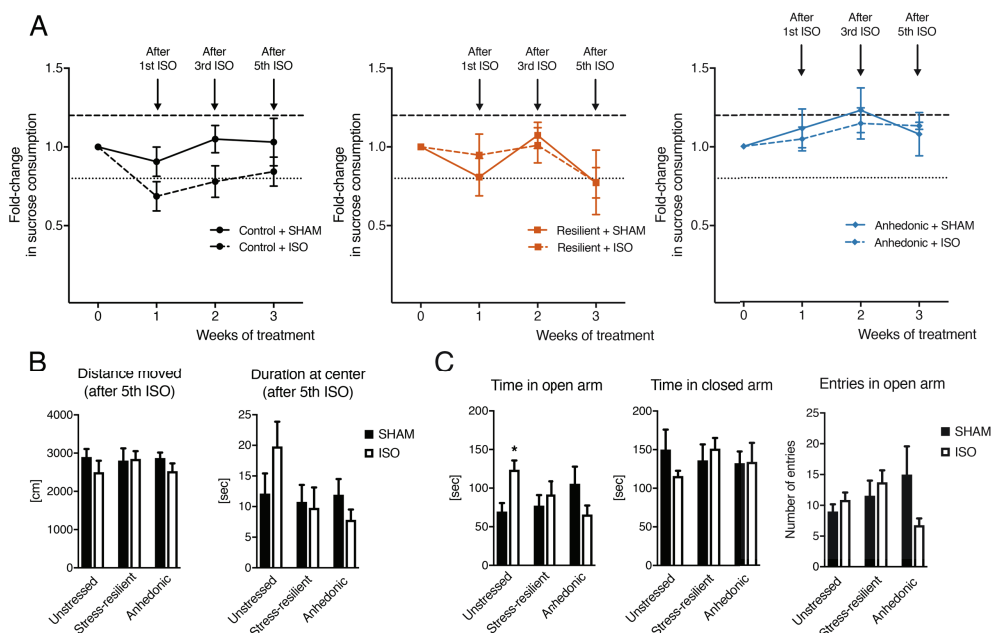 A
After
1st ISO
After
3rd ISO
After
5th ISO
1.5
1.0
0.5
Fold-change
in sucrose consumption
Control + SHAM
Control + ISO
0
1
2
3
Weeks of treatment
After
1st ISO
After
3rd ISO
After
5th ISO
1.5
1.0
0.5
Fold-change
in sucrose consumption
Resilient + SHAM
Resilient + ISO
0
1
2
3
Weeks of treatment
After
1st ISO
After
3rd ISO
After
5th ISO
1.5
1.0
0.5
Fold-change
in sucrose consumption
Anhedonic + SHAM
Anhedonic + ISO
0
1
2
3
Weeks of treatment
B
Distance moved
(after 5th ISO)
4000
3000
2000
1000
0
[cm]
Unstressed
Stress-resilient
Anhedonic
Duration at center
(after 5th ISO)
25
20
15
10
5
0
[sec]
Unstressed
Stress-resilient
Anhedonic
SHAM
ISO
C
Time in open arm
200
150
100
50
0
[sec]
*
Unstressed
Stress-resilient
Anhedonic
Time in closed arm
200
150
100
50
0
[sec]
Unstressed
Stress-resilient
Anhedonic
Entries in open arm
25
20
15
10
5
0
Number of entries
Unstressed
Stress-resilient
Anhedonic
SHAM
ISO